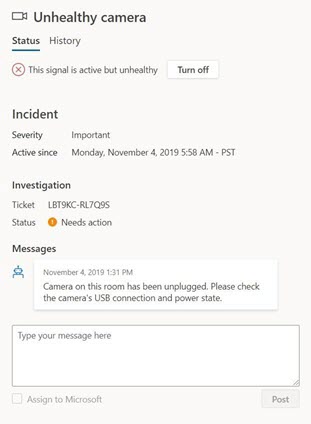 Unhealthy camera
Status History
This signal is active but unhealthy Turn off
Incident
Severity Important
Active since Monday, November 4, 2019 5:58 AM - PST
Investigation
Ticket LBT9KC-RL7Q9S
Status Needs action
Messages
November 4, 2019 1:31 PM
Camera on this room has been unplugged. Please check
the camera's USB connection and power state.
Type your message here
Assign to Microsoft Post